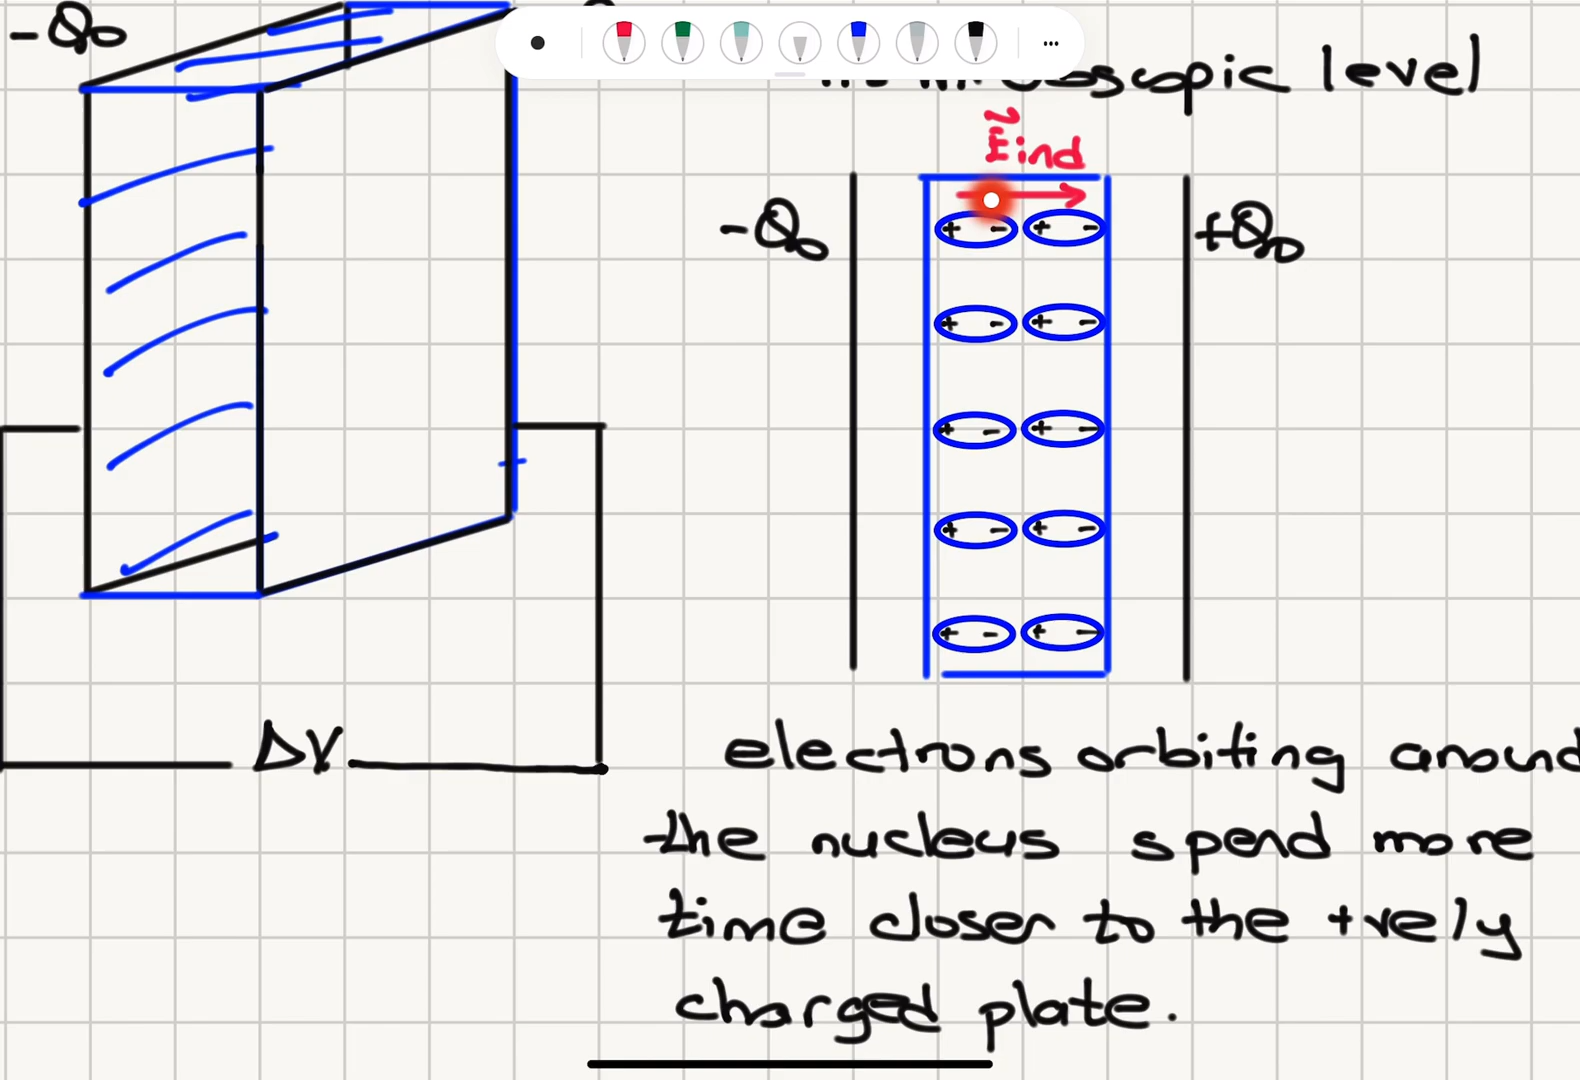 -Q₀
scopic level
E ind
-Q₀
+Q₀
+ - + -
+ - + -
+ - + -
+ - + -
+ - + -
ΔV
electrons orbiting around
the nucleus spend more
time closer to the +vely
charged plate.